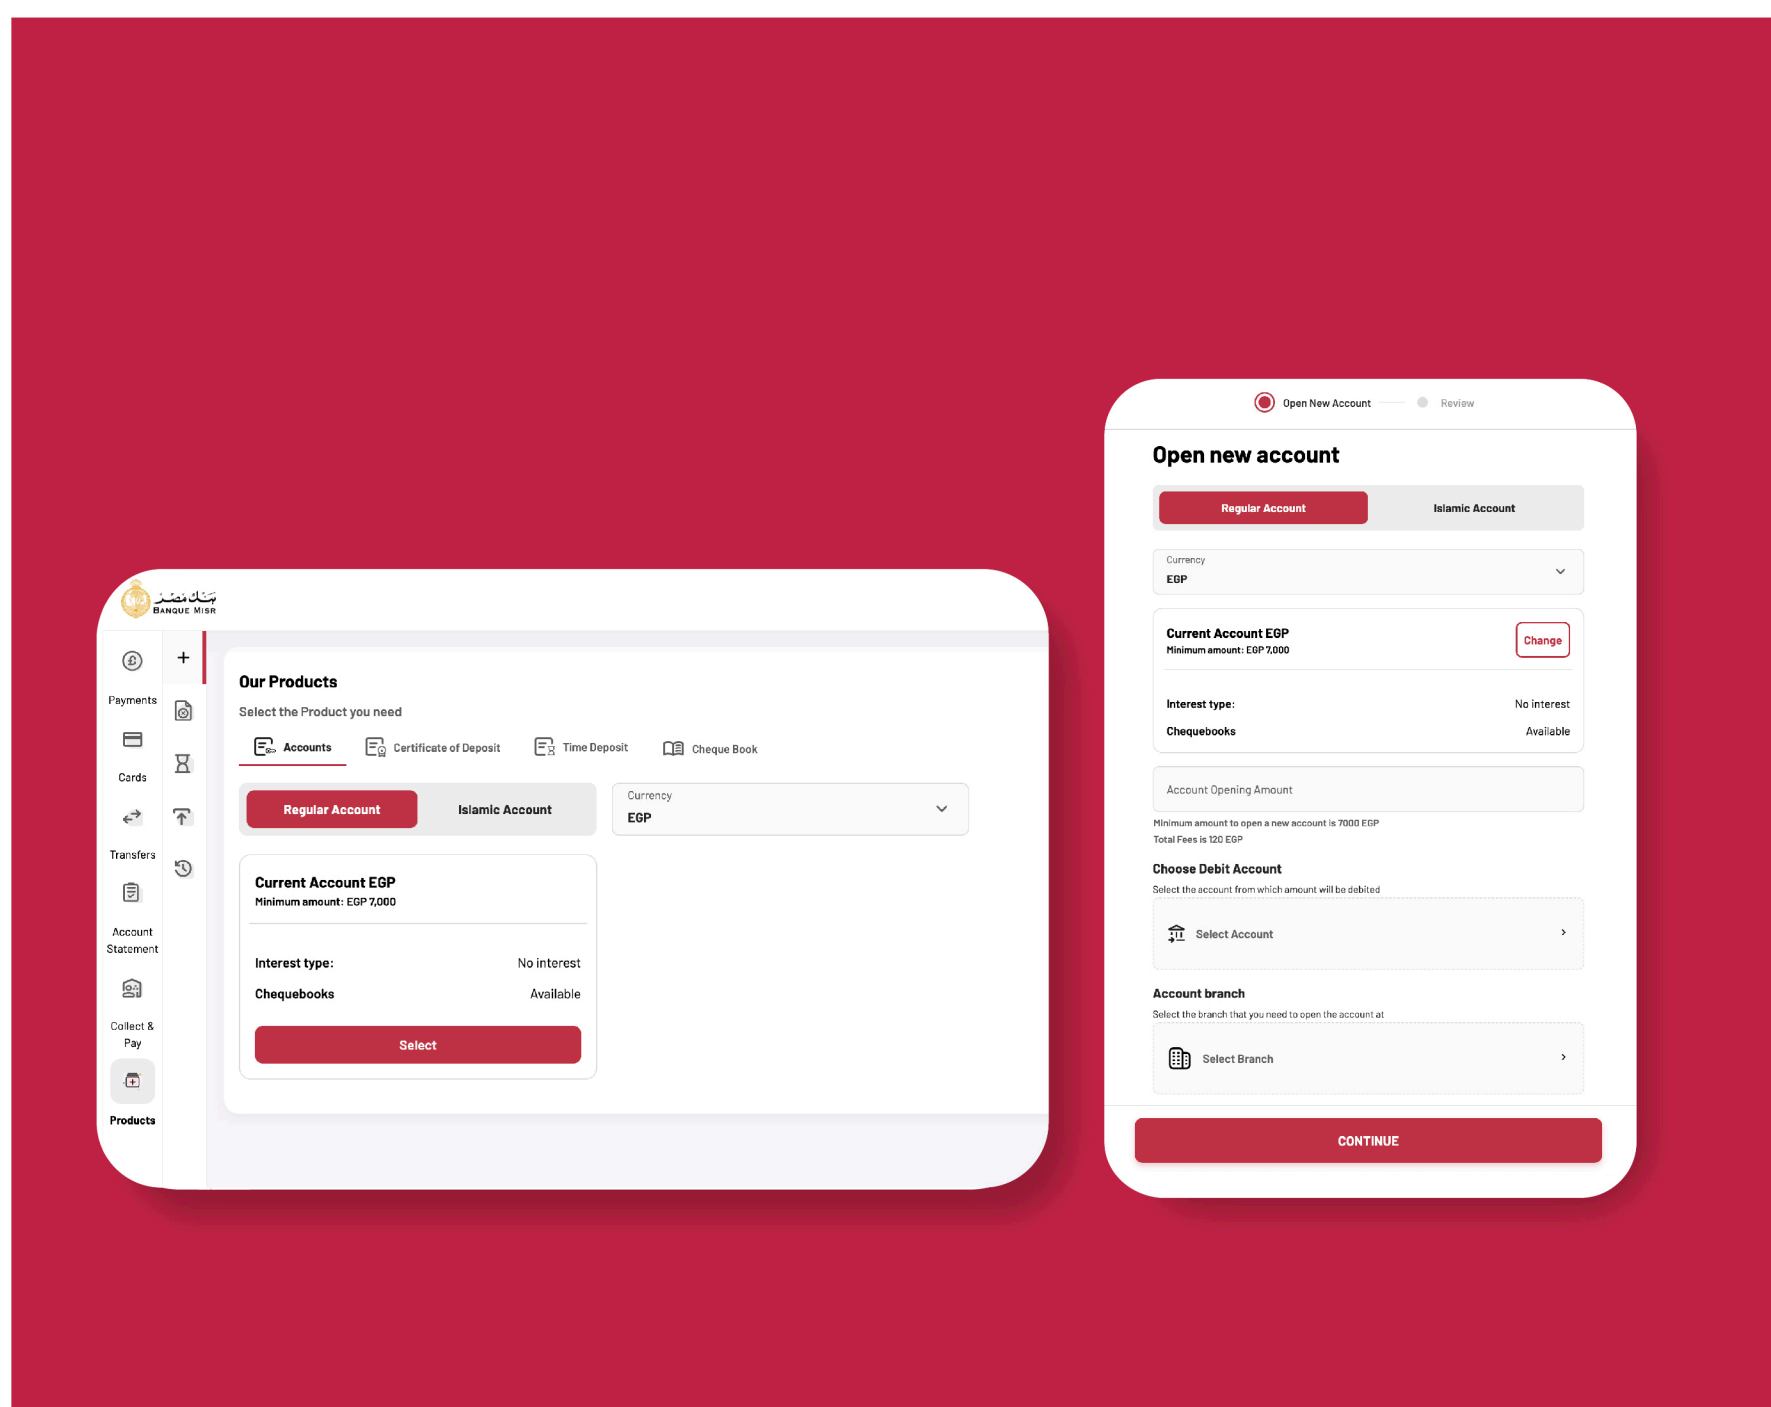 بنك مصر
BANQUE MISR
Payments
Cards
Transfers
Account
Statement
Collect &
Pay
Products
Our Products
Select the Product you need
Accounts
Certificate of Deposit
Time Deposit
Cheque Book
Regular Account
Islamic Account
Currency
EGP
Current Account EGP
Minimum amount: EGP 7,000
Interest type: No interest
Chequebooks Available
Select
Open New Account
Review
Open new account
Regular Account
Islamic Account
Currency
EGP
Current Account EGP
Minimum amount: EGP 7,000
Change
Interest type: No interest
Chequebooks Available
Account Opening Amount
Minimum amount to open a new account is 7000 EGP
Total Fees is 120 EGP
Choose Debit Account
Select the account from which amount will be debited
Select Account
Account branch
Select the branch that you need to open the account at
Select Branch
CONTINUE